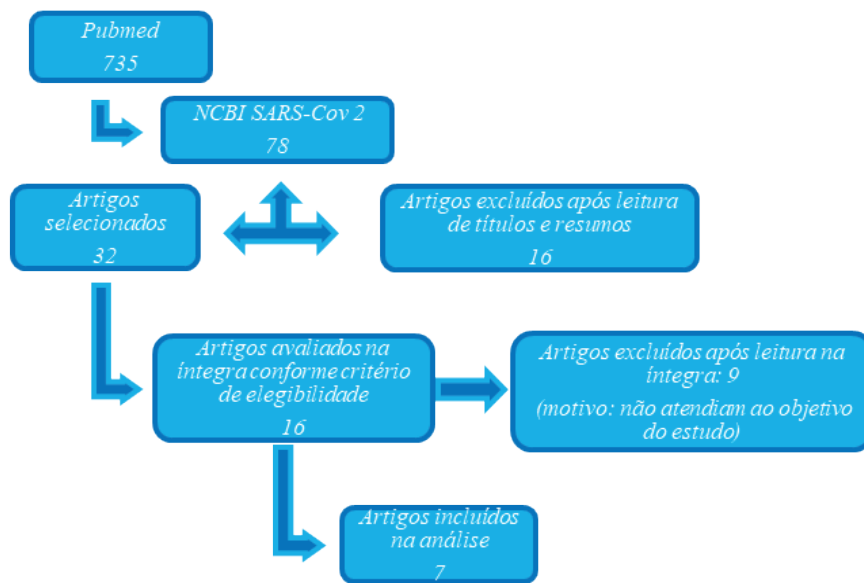 Pubmed
735
NCBI SARS-Cov 2
78
Artigos
selecionados
32
Artigos excluídos após leitura
de títulos e resumos
16
Artigos avaliados na
íntegra conforme critério
de elegibilidade
16
Artigos excluídos após leitura na
íntegra: 9
(motivo: não atendiam ao objetivo
do estudo)
Artigos incluídos
na análise
7